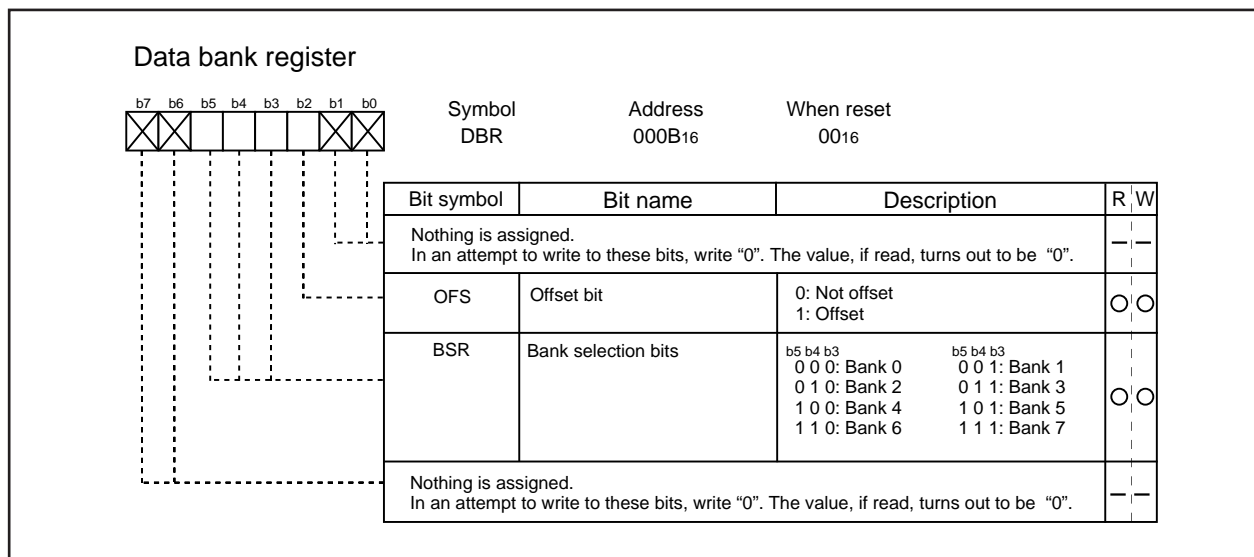 Data bank register
b7 b6 b5 b4 b3 b2 b1 b0
Symbol Address When reset
DBR 000B16 0016
Bit symbol Bit name Description R W
Nothing is assigned.
In an attempt to write to these bits, write “0”. The value, if read, turns out to be “0”.
OFS Offset bit 0: Not offset
1: Offset
BSR Bank selection bits b5 b4 b3 b5 b4 b3
0 0 0: Bank 0 0 0 1: Bank 1
0 1 0: Bank 2 0 1 1: Bank 3
1 0 0: Bank 4 1 0 1: Bank 5
1 1 0: Bank 6 1 1 1: Bank 7
Nothing is assigned.
In an attempt to write to these bits, write “0”. The value, if read, turns out to be “0”.